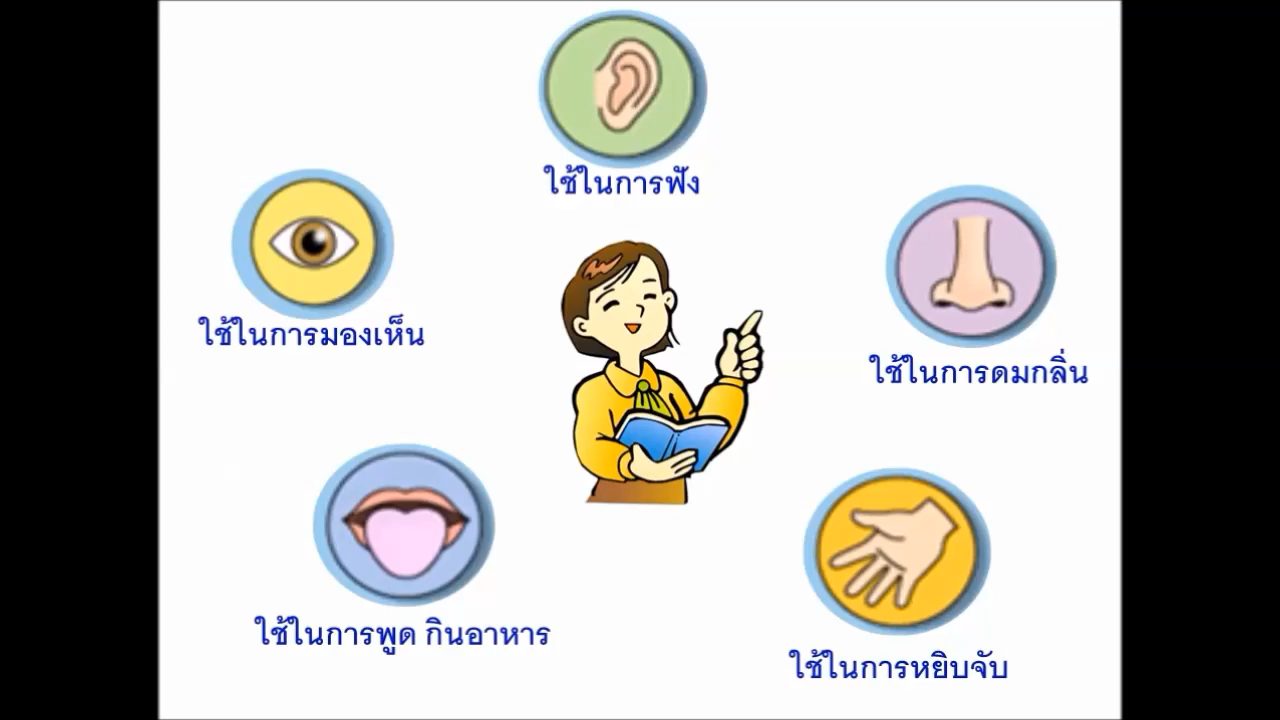 ใช้ในการฟัง
ใช้ในการมองเห็น
ใช้ในการดมกลิ่น
ใช้ในการพูด กินอาหาร
ใช้ในการหยิบจับ